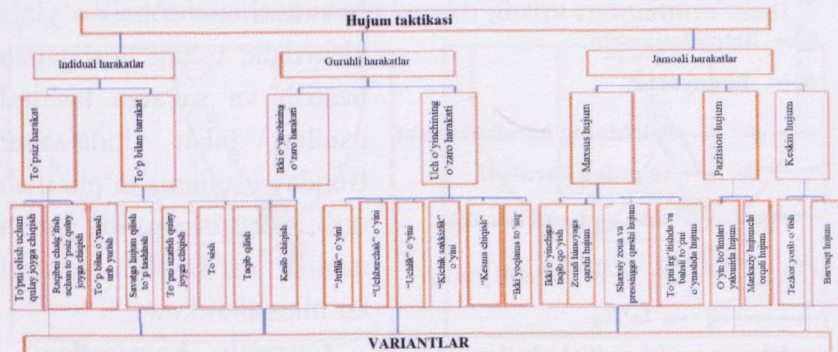 Hujum taktikasi
Indidual harakatlar
Guruhli harakatlar
Jamoali harakatlar
To'psiz harakat
To'p bilan harakat
Ikki o'yinchining
o'zaro harakati
Uch o'yinchining
o'zaro harakati
Maxsus hujum
Pazitision hujum
Keskin hujum
To'pni olish uchun
qulay joyga chiqish
Raqibni chalg'itish
uchun to'psiz qulay
joyga chiqish
To'p bilan o'ynash
urib yurish
Savatga hujum qilish
to'p tashlash
To'pni uzatish qulay
joyga chiqish
To'sish
Taqib qilish
Kesib chiqish
"Juftlik" o'yini
"Uchburchak" o'yini
"Uchlik" o'yini
"Kichik sakkizlik"
o'yini
"Kesma chiqish"
"Ikki yoqlama to'siq"
Ikki o'yinchiga
taqib qo'yish
Zonali himoyaga
qarshi hujum
Shaxsiy zona va
pressingga qarshi hujum
To'pni irg'itishda va
bahsli to'pni
o'ynashda hujum
O'yin bo'limlari
yakunida hujum
Markaziy hujumchi
orqali hujum
Tezkor yorib o'tish
Barvaqt hujum
VARIANTLAR